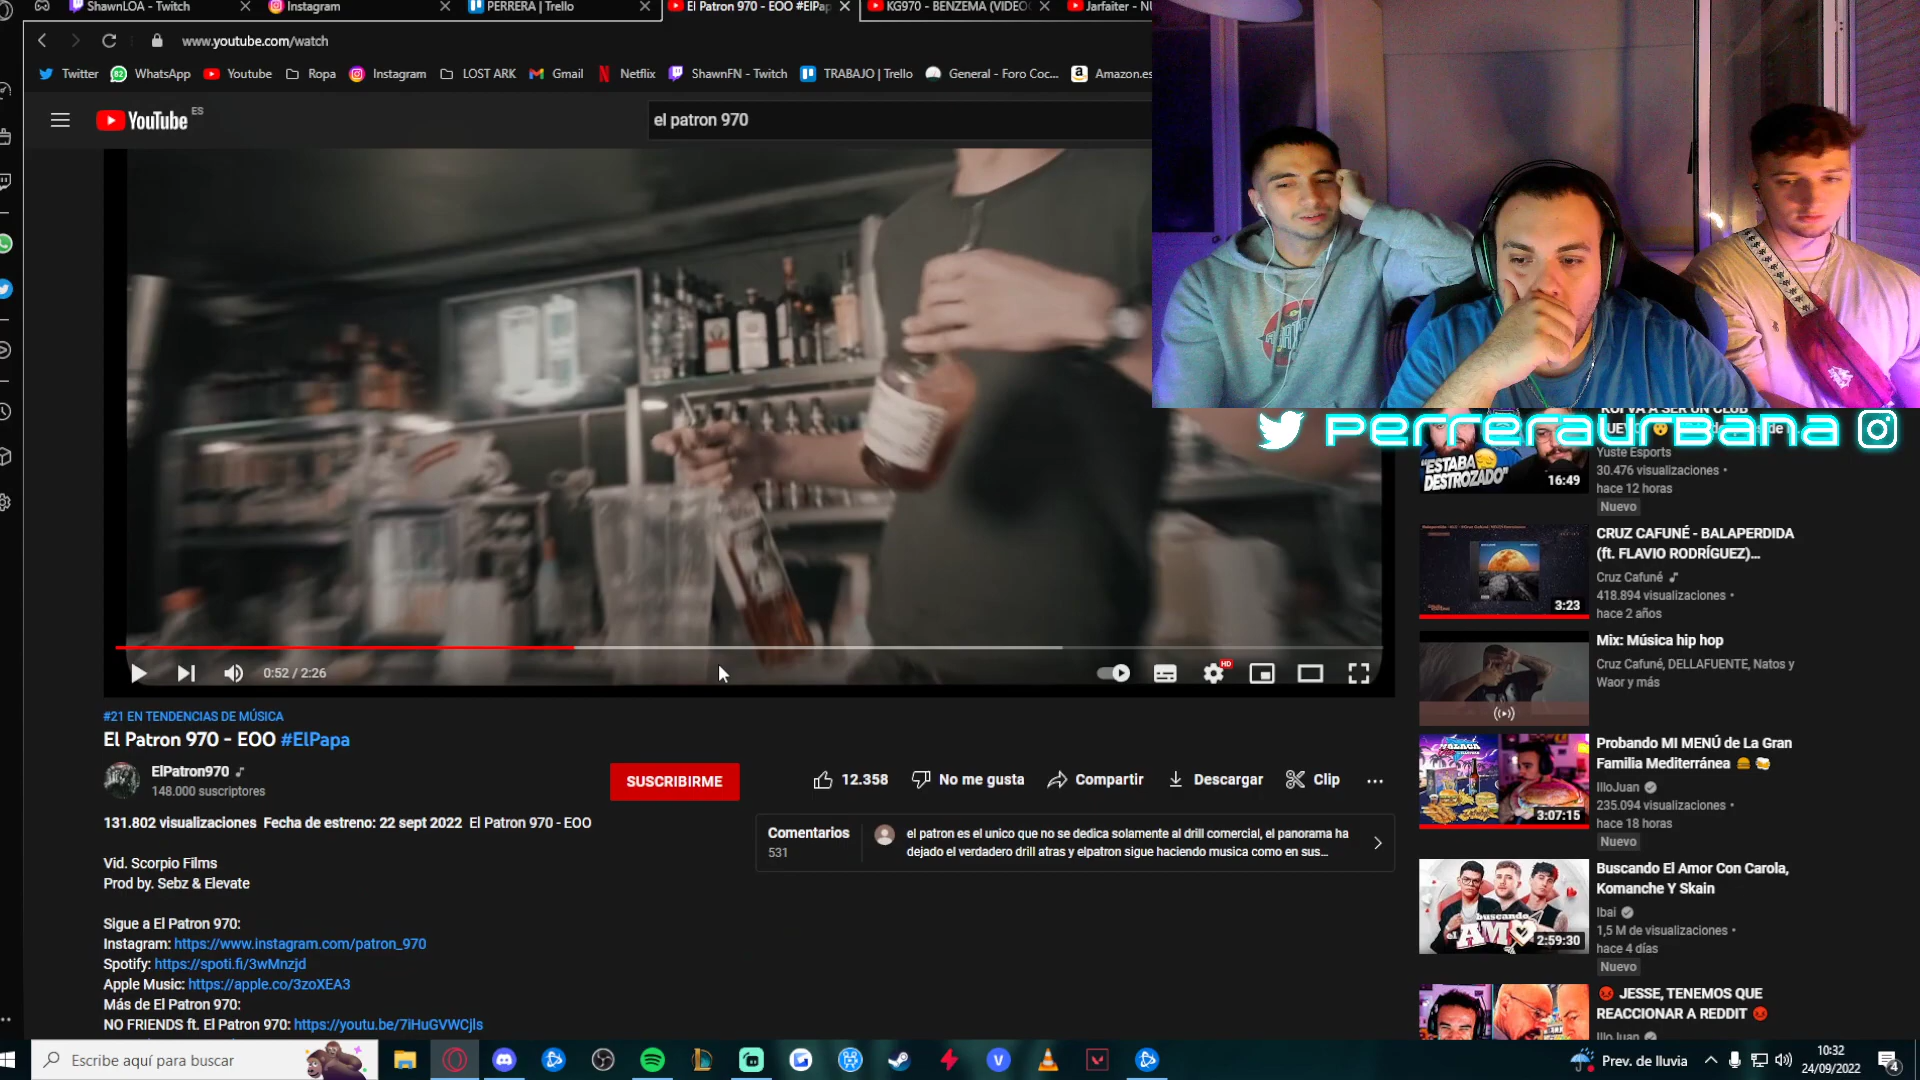 ShawnLOA - Twitch
Instagram
PERRERA | Trello
El Patron 970 - EOO #ElPap
KG970 - BENZEMA (VIDEO
Jarfaiter - NU
www.youtube.com/watch
Twitter
WhatsApp
Youtube
Ropa
Instagram
LOST ARK
Gmail
Netflix
ShawnFN - Twitch
TRABAJO | Trello
General - Foro Coc...
Amazon.es
YouTube ES
el patron 970
perreraurbana
0:52 / 2:26
HD
#21 EN TENDENCIAS DE MÚSICA
El Patron 970 - EOO #ElPapa
ElPatron970
148.000 suscriptores
SUSCRIBIRME
12.358
No me gusta
Compartir
Descargar
Clip
131.802 visualizaciones Fecha de estreno: 22 sept 2022 El Patron 970 - EOO
Vid. Scorpio Films
Prod by. Sebz & Elevate
Sigue a El Patron 970:
Instagram: https://www.instagram.com/patron_970
Spotify: https://spoti.fi/3wMnzjd
Apple Music: https://apple.co/3zoXEA3
Más de El Patron 970:
NO FRIENDS ft. El Patron 970: https://youtu.be/7iHuGVWCjls
Comentarios
531
el patron es el unico que no se dedica solamente al drill comercial, el panorama ha
dejado el verdadero drill atras y elpatron sigue haciendo musica como en sus...
"ESTABA
DESTROZADO"
16:49
KOI VA A SER UN CLUB
Yuste Esports
30.476 visualizaciones •
hace 12 horas
Nuevo
3:23
CRUZ CAFUNÉ - BALAPERDIDA
(ft. FLAVIO RODRÍGUEZ)...
Cruz Cafuné
418.894 visualizaciones •
hace 2 años
Mix: Música hip hop
Cruz Cafuné, DELLAFUENTE, Natos y
Waor y más
3:07:15
Probando MI MENÚ de La Gran
Familia Mediterránea
IlloJuan
235.094 visualizaciones •
hace 18 horas
Nuevo
buscando
el AMOR
2:59:30
Buscando El Amor Con Carola,
Komanche Y Skain
Ibai
1,5 M de visualizaciones •
hace 4 días
Nuevo
JESSE, TENEMOS QUE
REACCIONAR A REDDIT
IlloJuan
Escribe aquí para buscar
Prev. de lluvia
10:32
24/09/2022
4